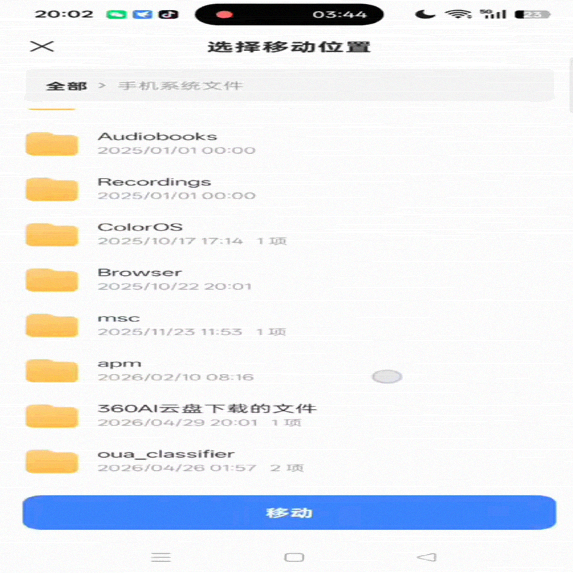 20:02
03:44
5G
23
选择移动位置
全部 > 手机系统文件
Audiobooks
2025/01/01 00:00
Recordings
2025/01/01 00:00
ColorOS
2025/10/17 17:14 1 项
Browser
2025/10/22 20:01
msc
2025/11/23 11:53 1 项
apm
2026/02/10 08:16
360AI云盘下载的文件
2026/04/29 20:01 1 项
oua_classifier
2026/04/26 01:57 2 项
移动